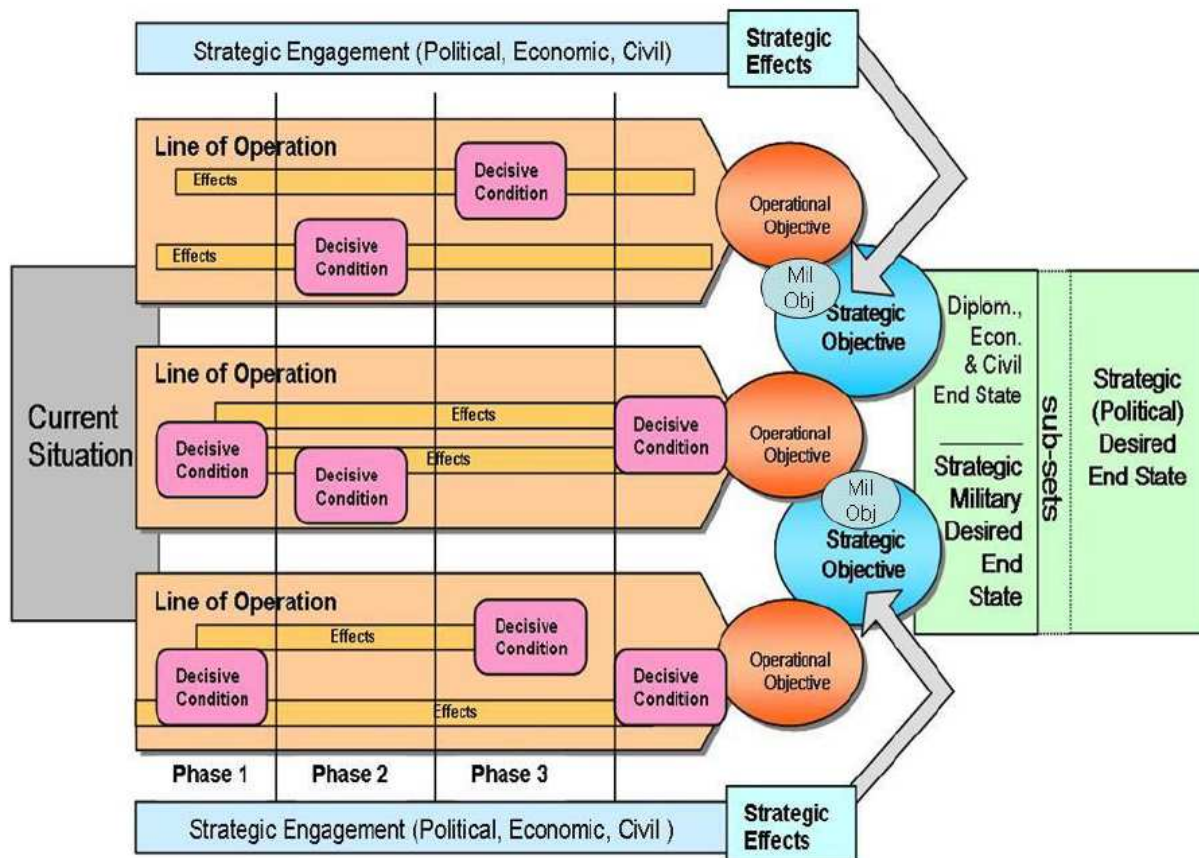 Strategic Engagement (Political, Economic, Civil)
Strategic
Effects
Line of Operation
Effects
Decisive
Condition
Effects
Decisive
Condition
Operational
Objective
Mil
Obj
Strategic
Objective
Current
Situation
Line of Operation
Effects
Decisive
Condition
Effects
Decisive
Condition
Decisive
Condition
Operational
Objective
Mil
Obj
Strategic
Objective
Diplom.,
Econ.
& Civil
End State
Strategic
Military
Desired
End
State
sub-sets
Strategic
(Political)
Desired
End State
Line of Operation
Effects
Decisive
Condition
Decisive
Condition
Effects
Decisive
Condition
Operational
Objective
Phase 1
Phase 2
Phase 3
Strategic Engagement (Political, Economic, Civil )
Strategic
Effects